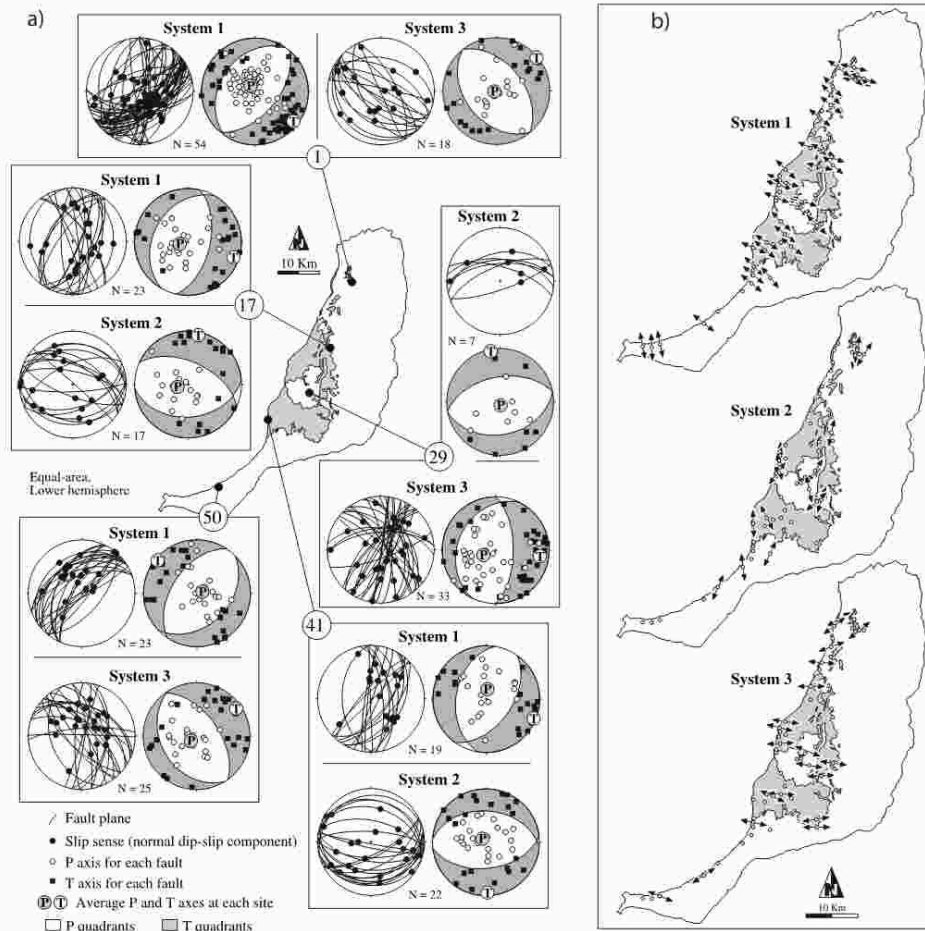 a)
System 1
System 3
N = 54
N = 18
1
P
T
P
T
System 1
N = 23
P
T
17
System 2
N = 17
P
T
10 Km
System 2
N = 7
T
P
29
System 3
N = 33
P
T
Equal-area,
Lower hemisphere
50
System 1
N = 23
T
P
System 3
N = 25
T
P
41
System 1
N = 19
P
T
System 2
N = 22
P
T
Fault plane
Slip sense (normal dip-slip component)
P axis for each fault
T axis for each fault
P T Average P and T axes at each site
P quadrants T quadrants
b)
System 1
System 2
System 3
10 Km